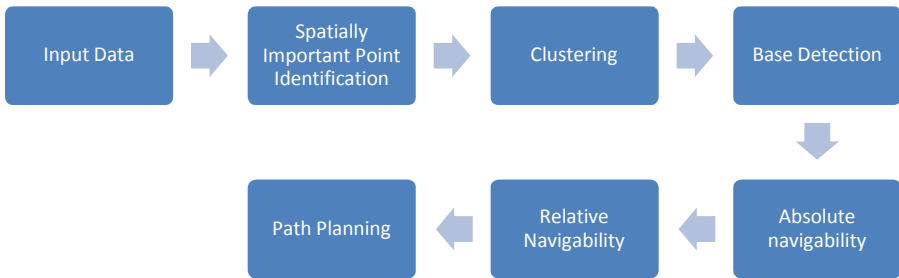 Input Data
Spatially
Important Point
Identification
Clustering
Base Detection
Absolute
navigability
Relative
Navigability
Path Planning